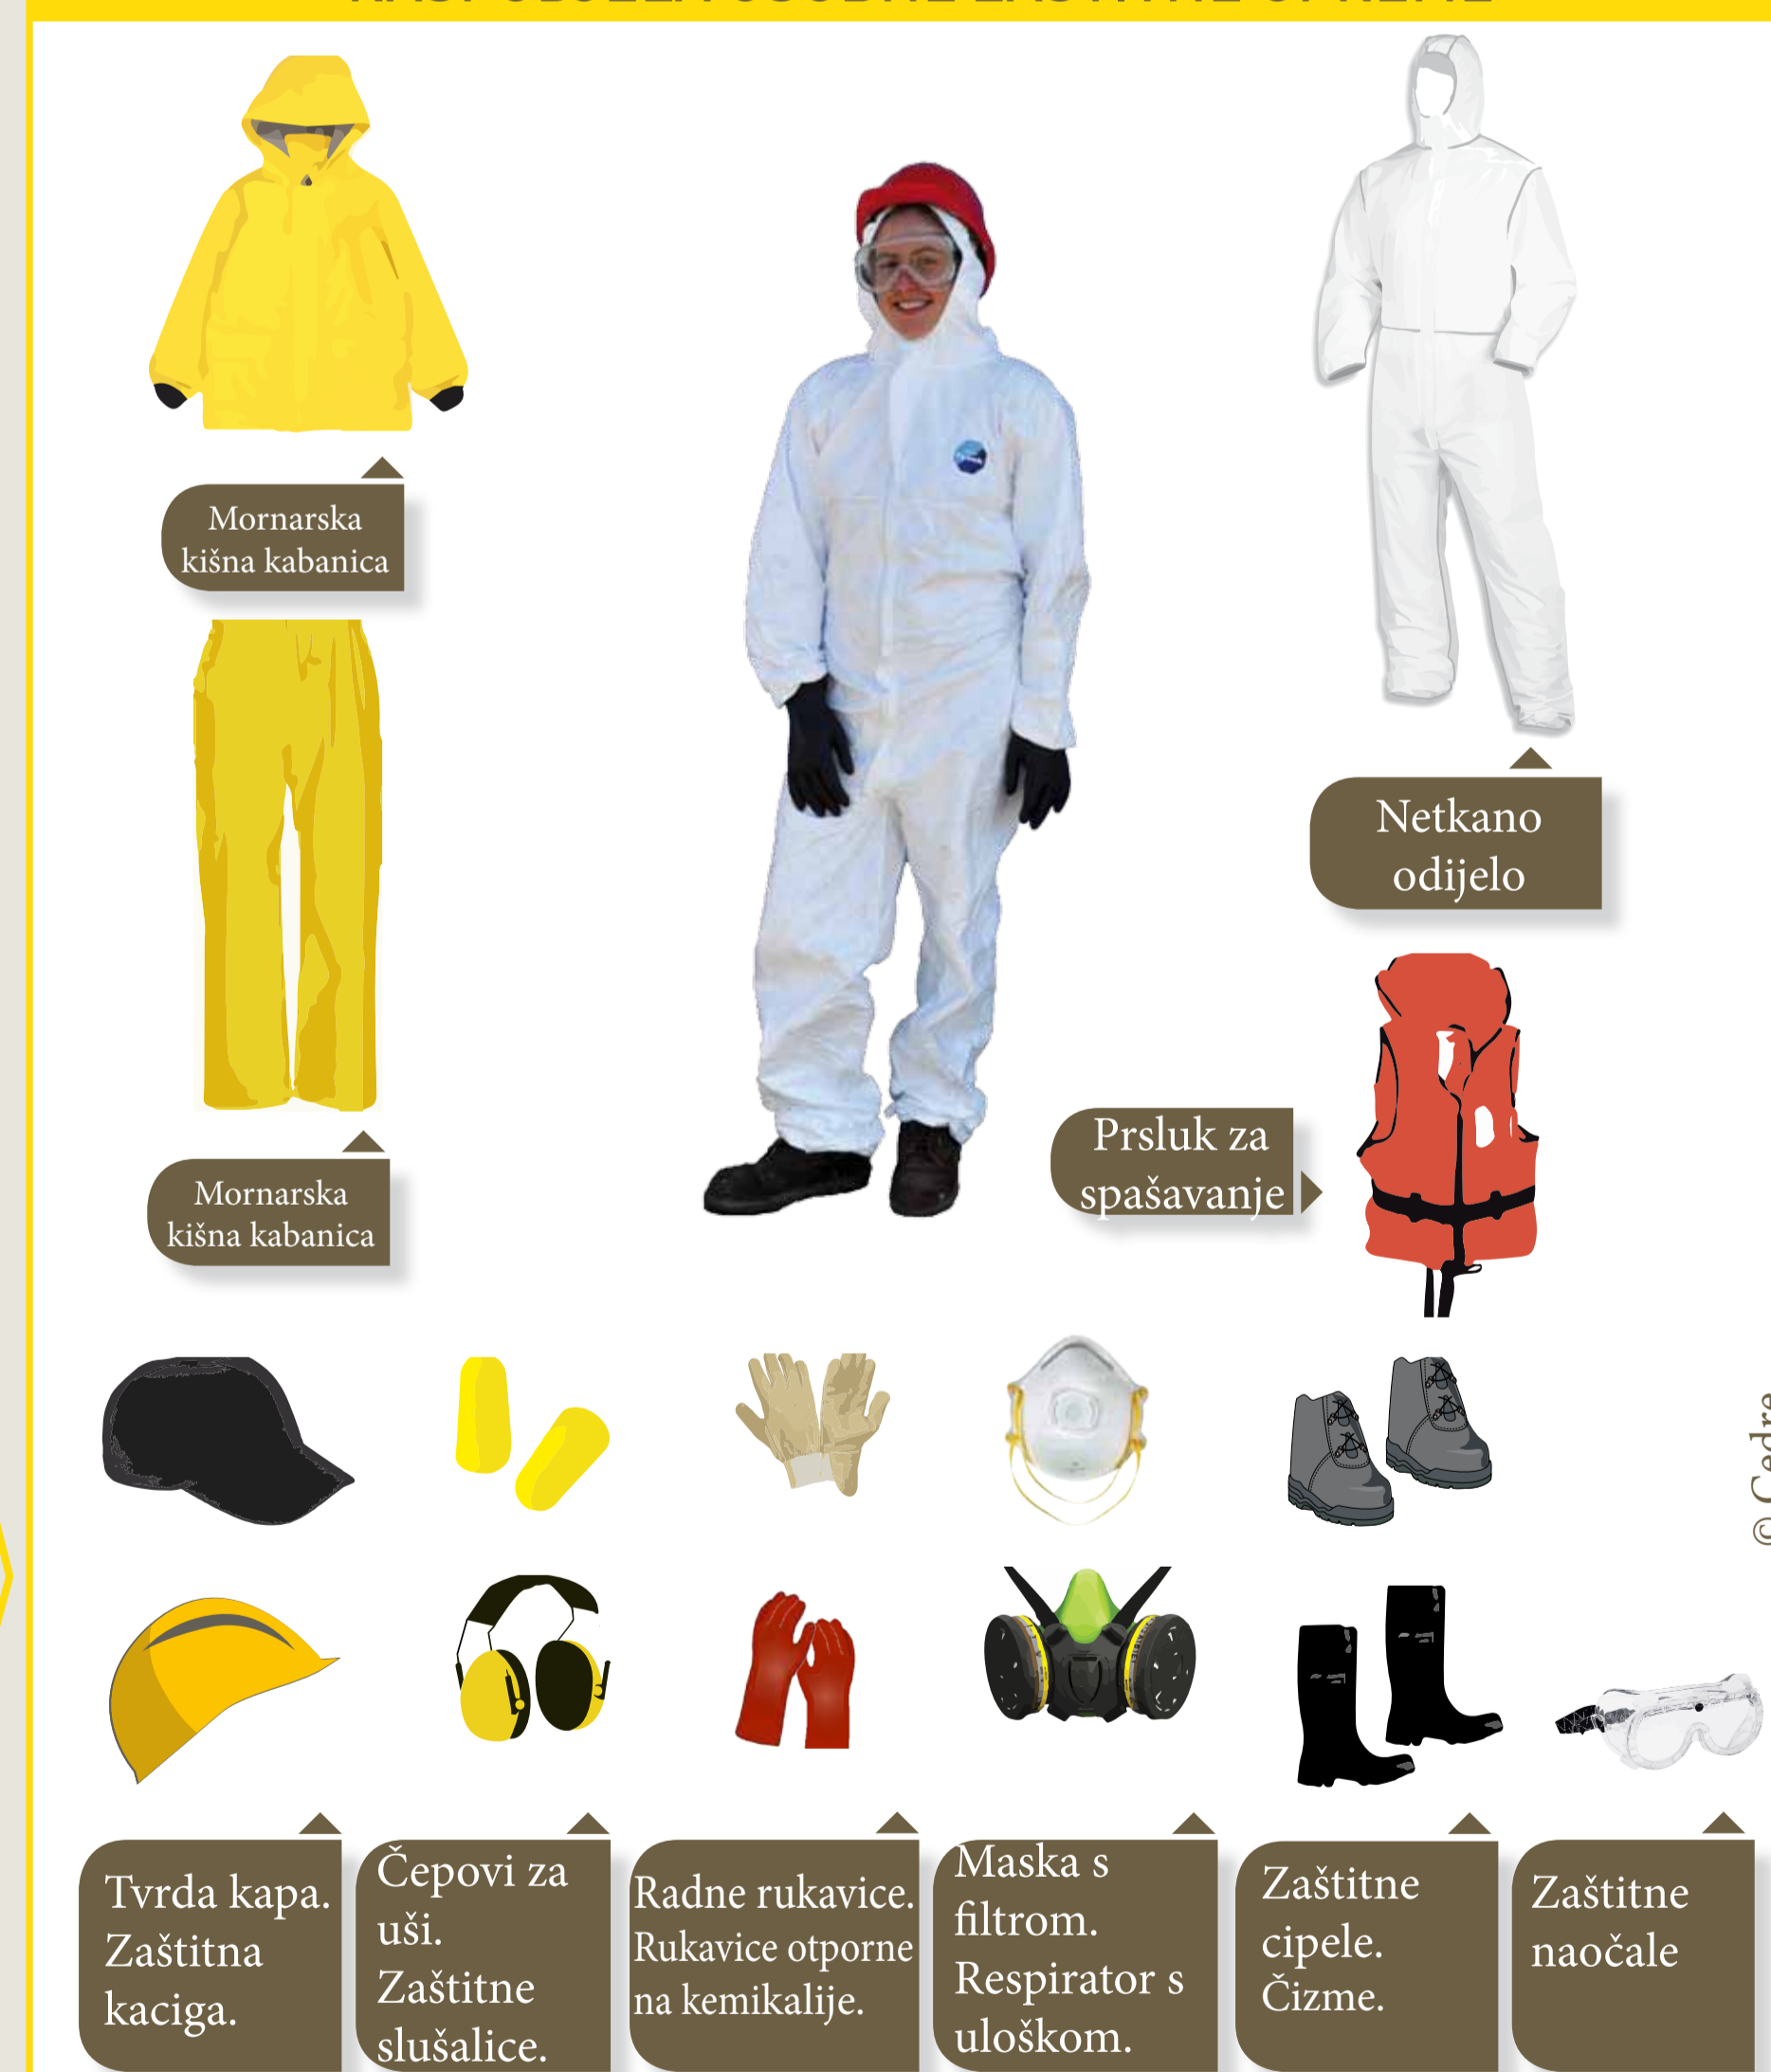 Mornarska
kišna kabanica
Netkano
odijelo
Prsluk za
spašavanje
Mornarska
kišna kabanica
© Cedre
Tvrda kapa.
Zaštitna
kaciga.
Čepovi za
uši.
Zaštitne
slušalice.
Radne rukavice.
Rukavice otporne
na kemikalije.
Maska s
filtrom.
Respirator s
uloškom.
Zaštitne
cipele.
Čizme.
Zaštitne
naočale